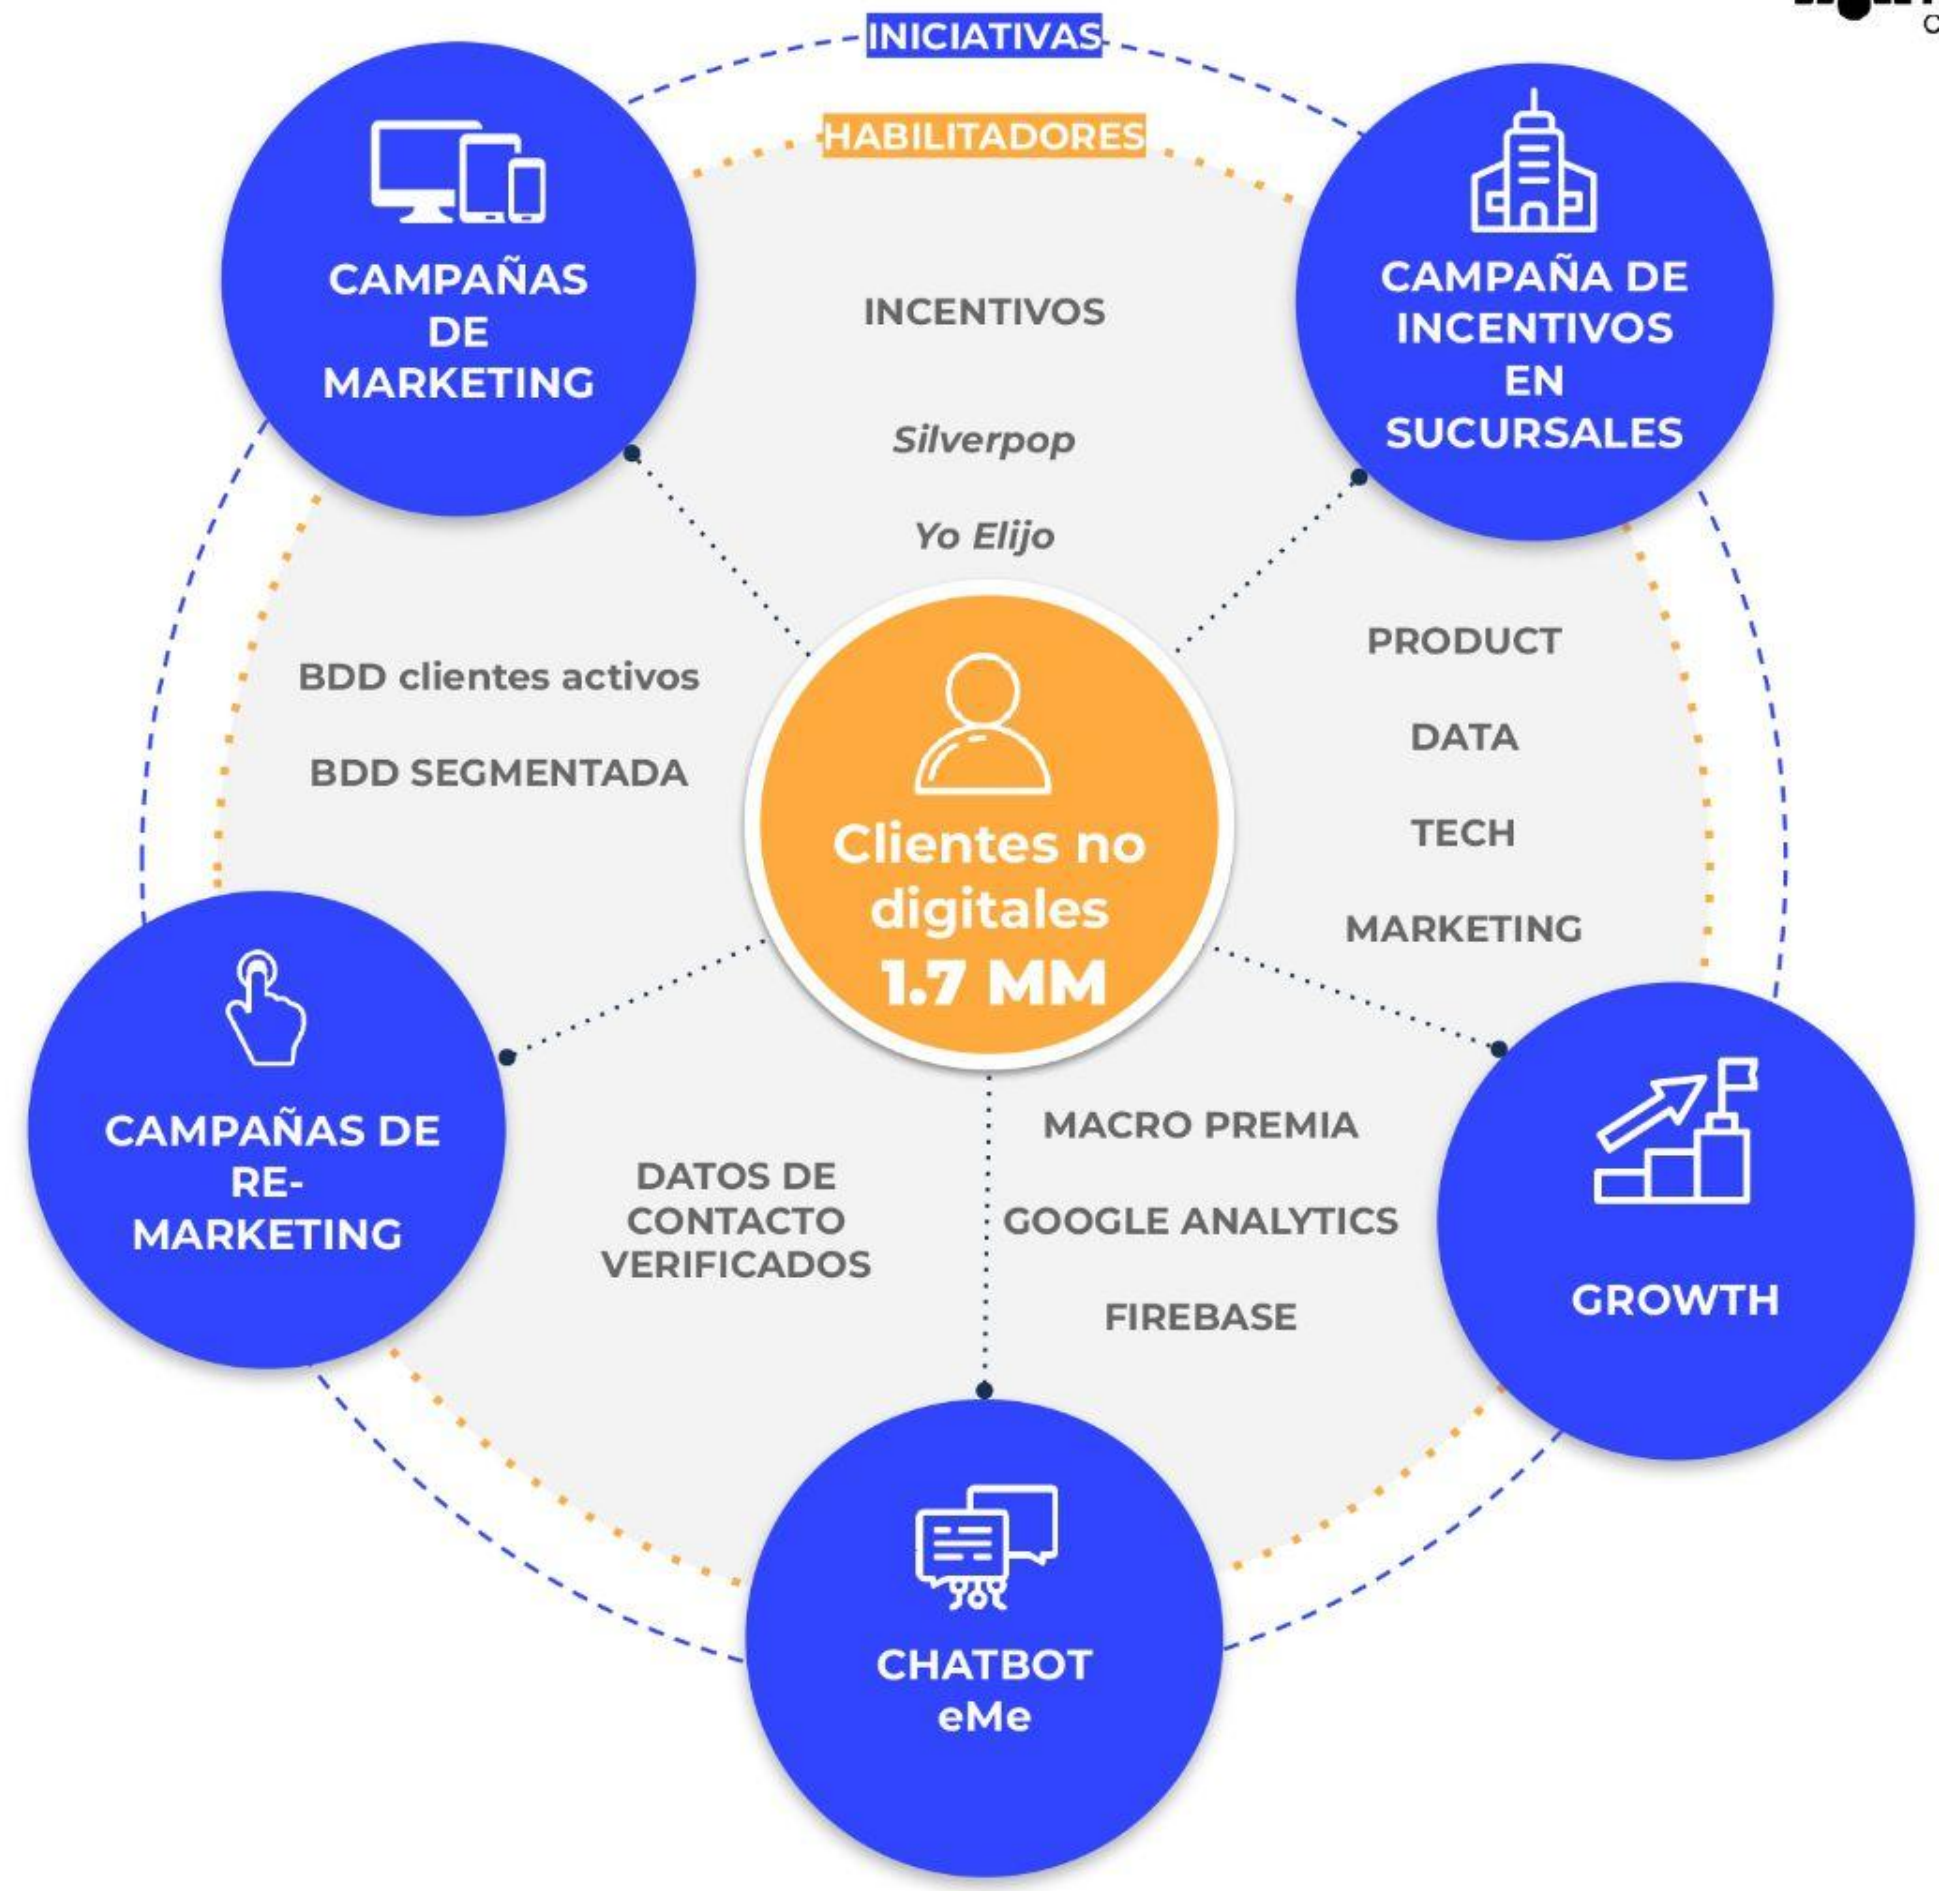 INICIATIVAS
HABILITADORES
CAMPAÑAS
DE
MARKETING
CAMPAÑA DE
INCENTIVOS
EN
SUCURSALES
INCENTIVOS
Silverpop
Yo Elijo
BDD clientes activos
BDD SEGMENTADA
PRODUCT
DATA
TECH
MARKETING
Clientes no
digitales
1.7 MM
CAMPAÑAS DE
RE-
MARKETING
DATOS DE
CONTACTO
VERIFICADOS
MACRO PREMIA
GOOGLE ANALYTICS
FIREBASE
GROWTH
CHATBOT
eMe